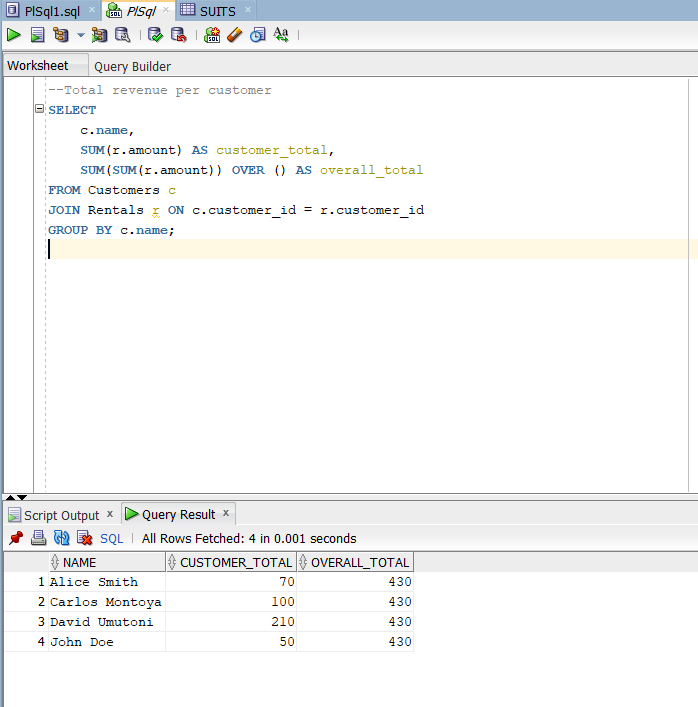 PlSql1.sql × PlSql × SUITS ×
Worksheet Query Builder
--Total revenue per customer
SELECT
    c.name,
    SUM(r.amount) AS customer_total,
    SUM(SUM(r.amount)) OVER () AS overall_total
FROM Customers c
JOIN Rentals r ON c.customer_id = r.customer_id
GROUP BY c.name;
Script Output × Query Result ×
SQL All Rows Fetched: 4 in 0.001 seconds
NAME CUSTOMER_TOTAL OVERALL_TOTAL
1 Alice Smith 70 430
2 Carlos Montoya 100 430
3 David Umutoni 210 430
4 John Doe 50 430